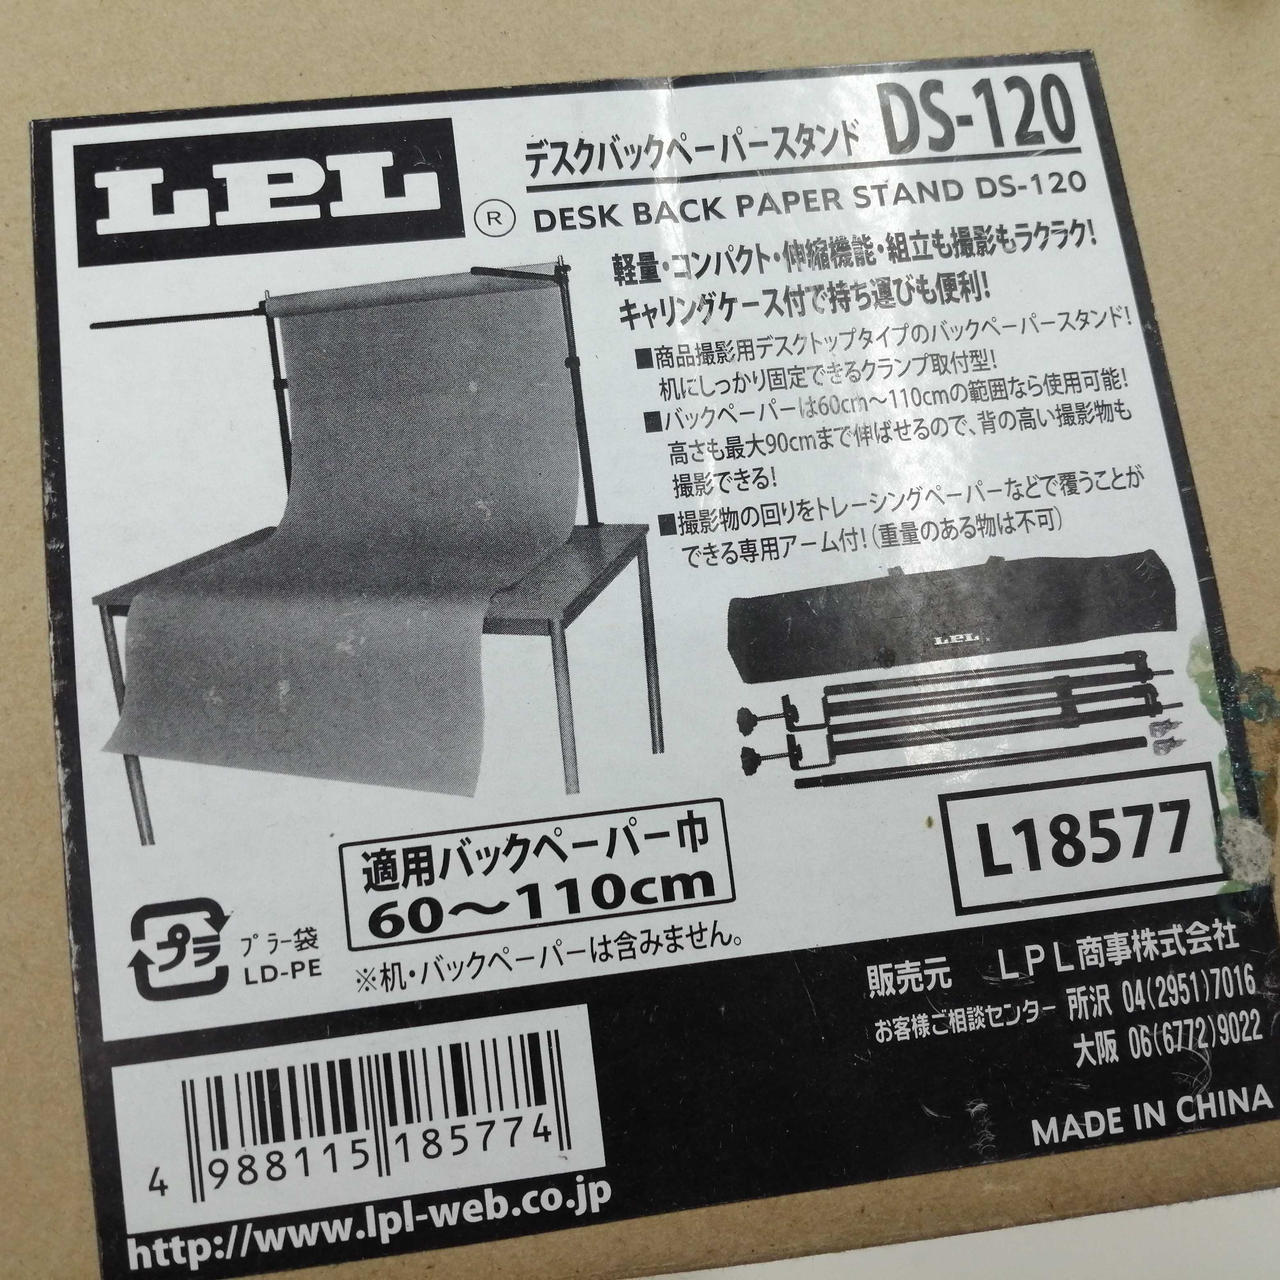 LPL
®
デスクバックペーパースタンド DS-120
DESK BACK PAPER STAND DS-120
軽量・コンパクト・伸縮機能・組立も撮影もラクラク!
キャリングケース付で持ち運びも便利!
■商品撮影用デスクトップタイプのバックペーパースタンド!
机にしっかり固定できるクランプ取付型!
■バックペーパーは60cm～110cmの範囲なら使用可能!
高さも最大90cmまで伸ばせるので、背の高い撮影物も
撮影できる!
■撮影物の回りをトレーシングペーパーなどで覆うことが
できる専用アーム付!(重量のある物は不可)
LPL
L18577
適用バックペーパー巾
60～110cm
※机・バックペーパーは含みません。
プラ
プラー袋
LD-PE
販売元 LPL商事株式会社
お客様ご相談センター 所沢 04(2951)7016
大阪 06(6772)9022
MADE IN CHINA
4 988115 185774
http://www.lpl-web.co.jp